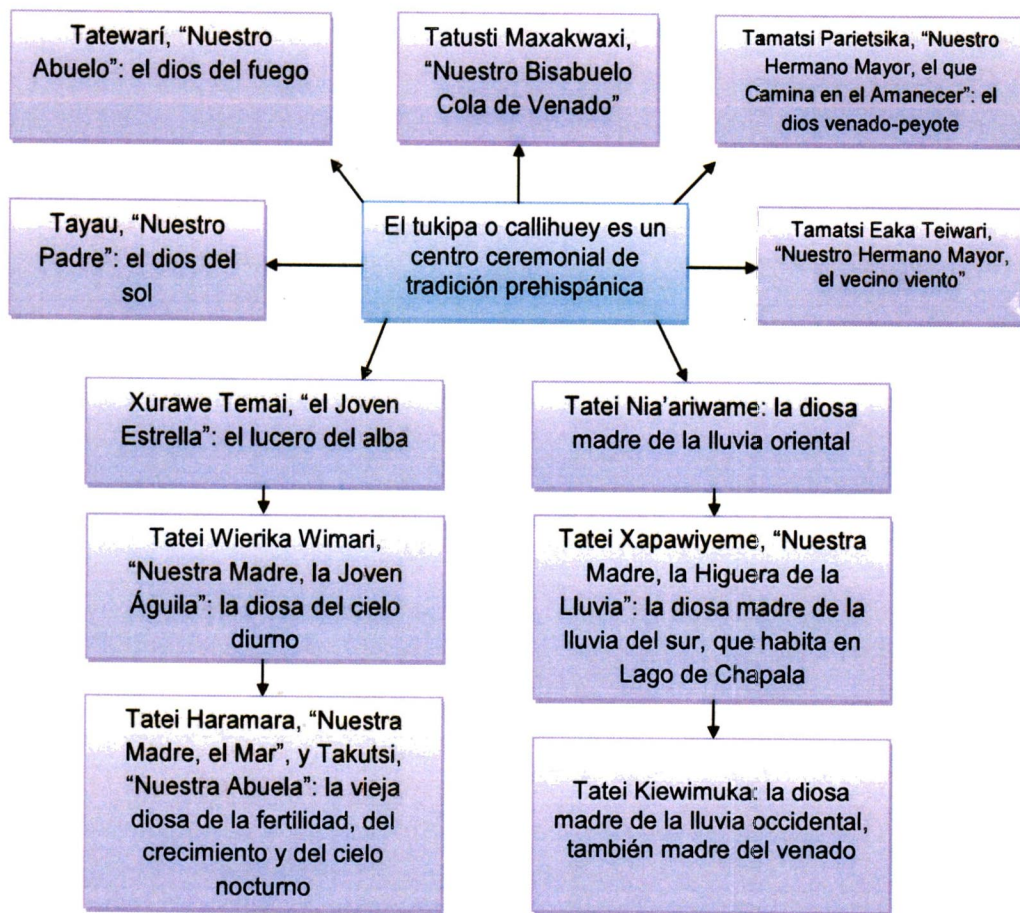 Tatewarí, “Nuestro
Abuelo”: el dios del fuego
Tatusti Maxakwaxi,
“Nuestro Bisabuelo
Cola de Venado”
Tamatsi Parietsika, “Nuestro
Hermano Mayor, el que
Camina en el Amanecer”: el
dios venado-peyote
Tayau, “Nuestro
Padre”: el dios del
sol
El tukipa o callihuey es un
centro ceremonial de
tradición prehispánica
Tamatsi Eaka Teiwari,
“Nuestro Hermano Mayor,
el vecino viento”
Xurawe Temai, “el Joven
Estrella”: el lucero del alba
Tatei Wierika Wimari,
“Nuestra Madre, la Joven
Águila”: la diosa del cielo
diurno
Tatei Haramara, “Nuestra
Madre, el Mar”, y Takutsi,
“Nuestra Abuela”: la vieja
diosa de la fertilidad, del
crecimiento y del cielo
nocturno
Tatei Nia’ariwame: la diosa
madre de la lluvia oriental
Tatei Xapawiyeme, “Nuestra
Madre, la Higuera de la
Lluvia”: la diosa madre de la
lluvia del sur, que habita en
Lago de Chapala
Tatei Kiewimuka: la diosa
madre de la lluvia occidental,
también madre del venado